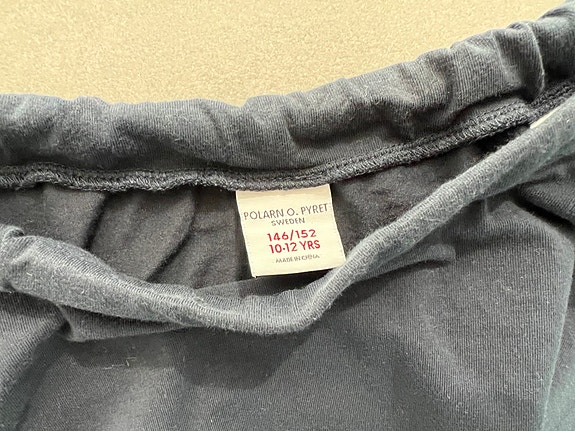 POLARN O. PYRET
SWEDEN
146/152
10-12 YRS
MADE IN CHINA